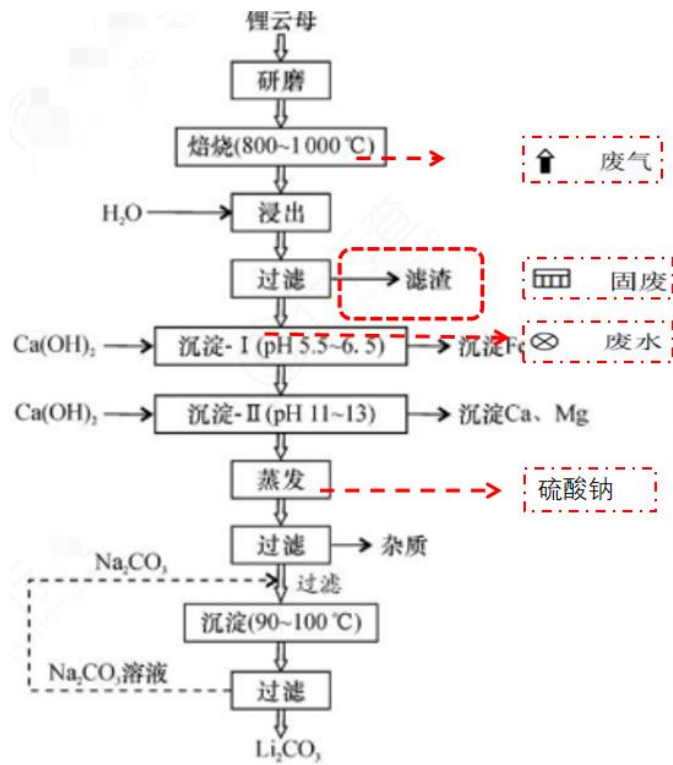 锂云母
研磨
焙烧(800~1000 ℃)
废气
H₂O
浸出
过滤
滤渣
固废
Ca(OH)₂
沉淀-Ⅰ(pH 5.5~6.5)
沉淀Fe
废水
Ca(OH)₂
沉淀-Ⅱ(pH 11~13)
沉淀Ca、Mg
蒸发
硫酸钠
过滤
杂质
Na₂CO₃
过滤
沉淀(90~100 ℃)
Na₂CO₃溶液
过滤
Li₂CO₃